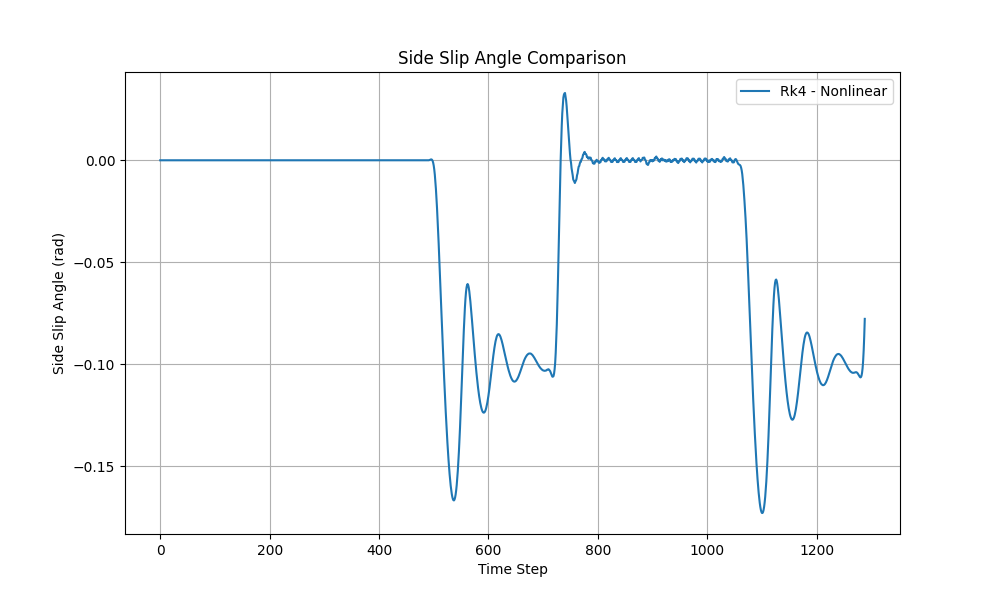 Side Slip Angle Comparison
Rk4 - Nonlinear
Side Slip Angle (rad)
0.00
−0.05
−0.10
−0.15
0 200 400 600 800 1000 1200
Time Step